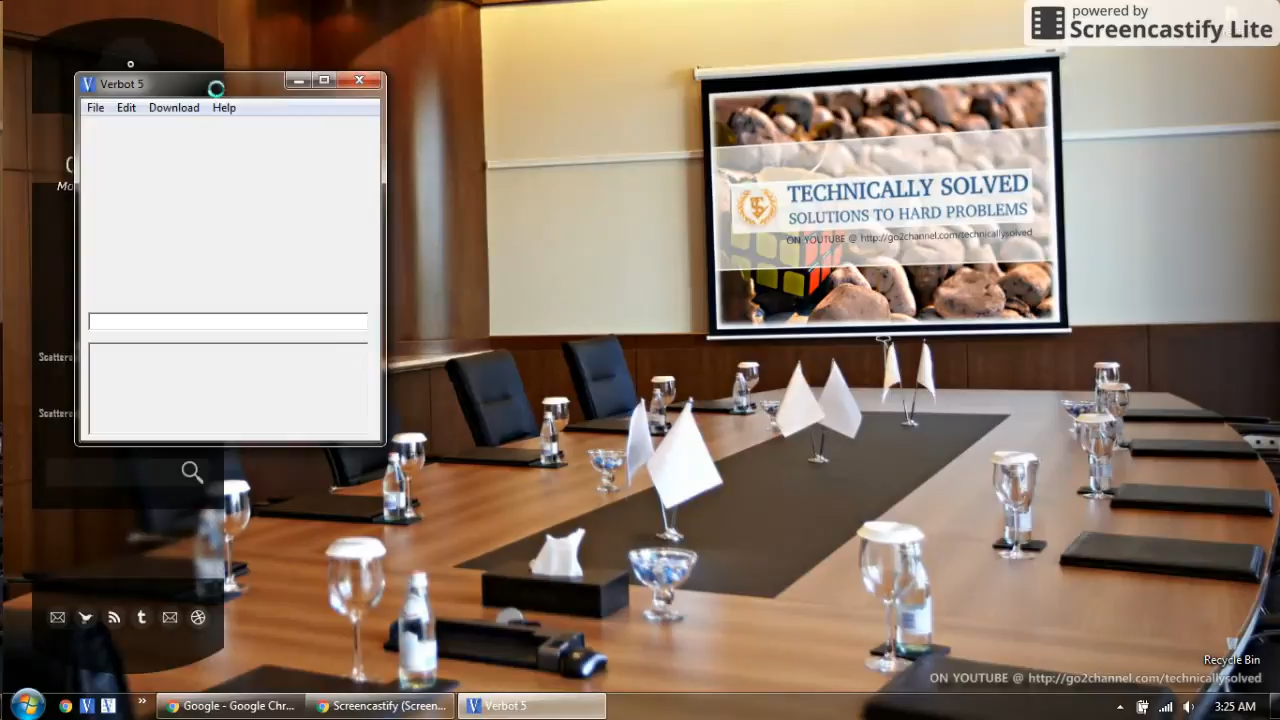 powered by
Screencastify Lite
Verbot 5
File Edit Download Help
TECHNICALLY SOLVED
SOLUTIONS TO HARD PROBLEMS
ON YOUTUBE @ http://go2channel.com/technicallysolved
Scattere
Scattere
Recycle Bin
ON YOUTUBE @ http://go2channel.com/technicallysolved
Google - Google Chr...
Screencastify (Screen...
Verbot 5
3:25 AM